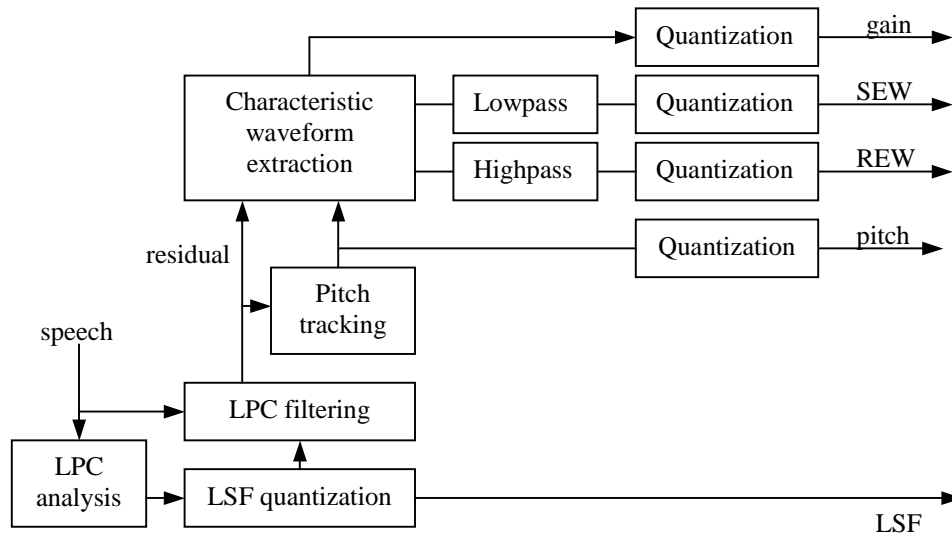 Quantization
gain
Characteristic
waveform
extraction
Lowpass
Quantization
SEW
Highpass
Quantization
REW
residual
Quantization
pitch
Pitch
tracking
speech
LPC filtering
LPC
analysis
LSF quantization
LSF